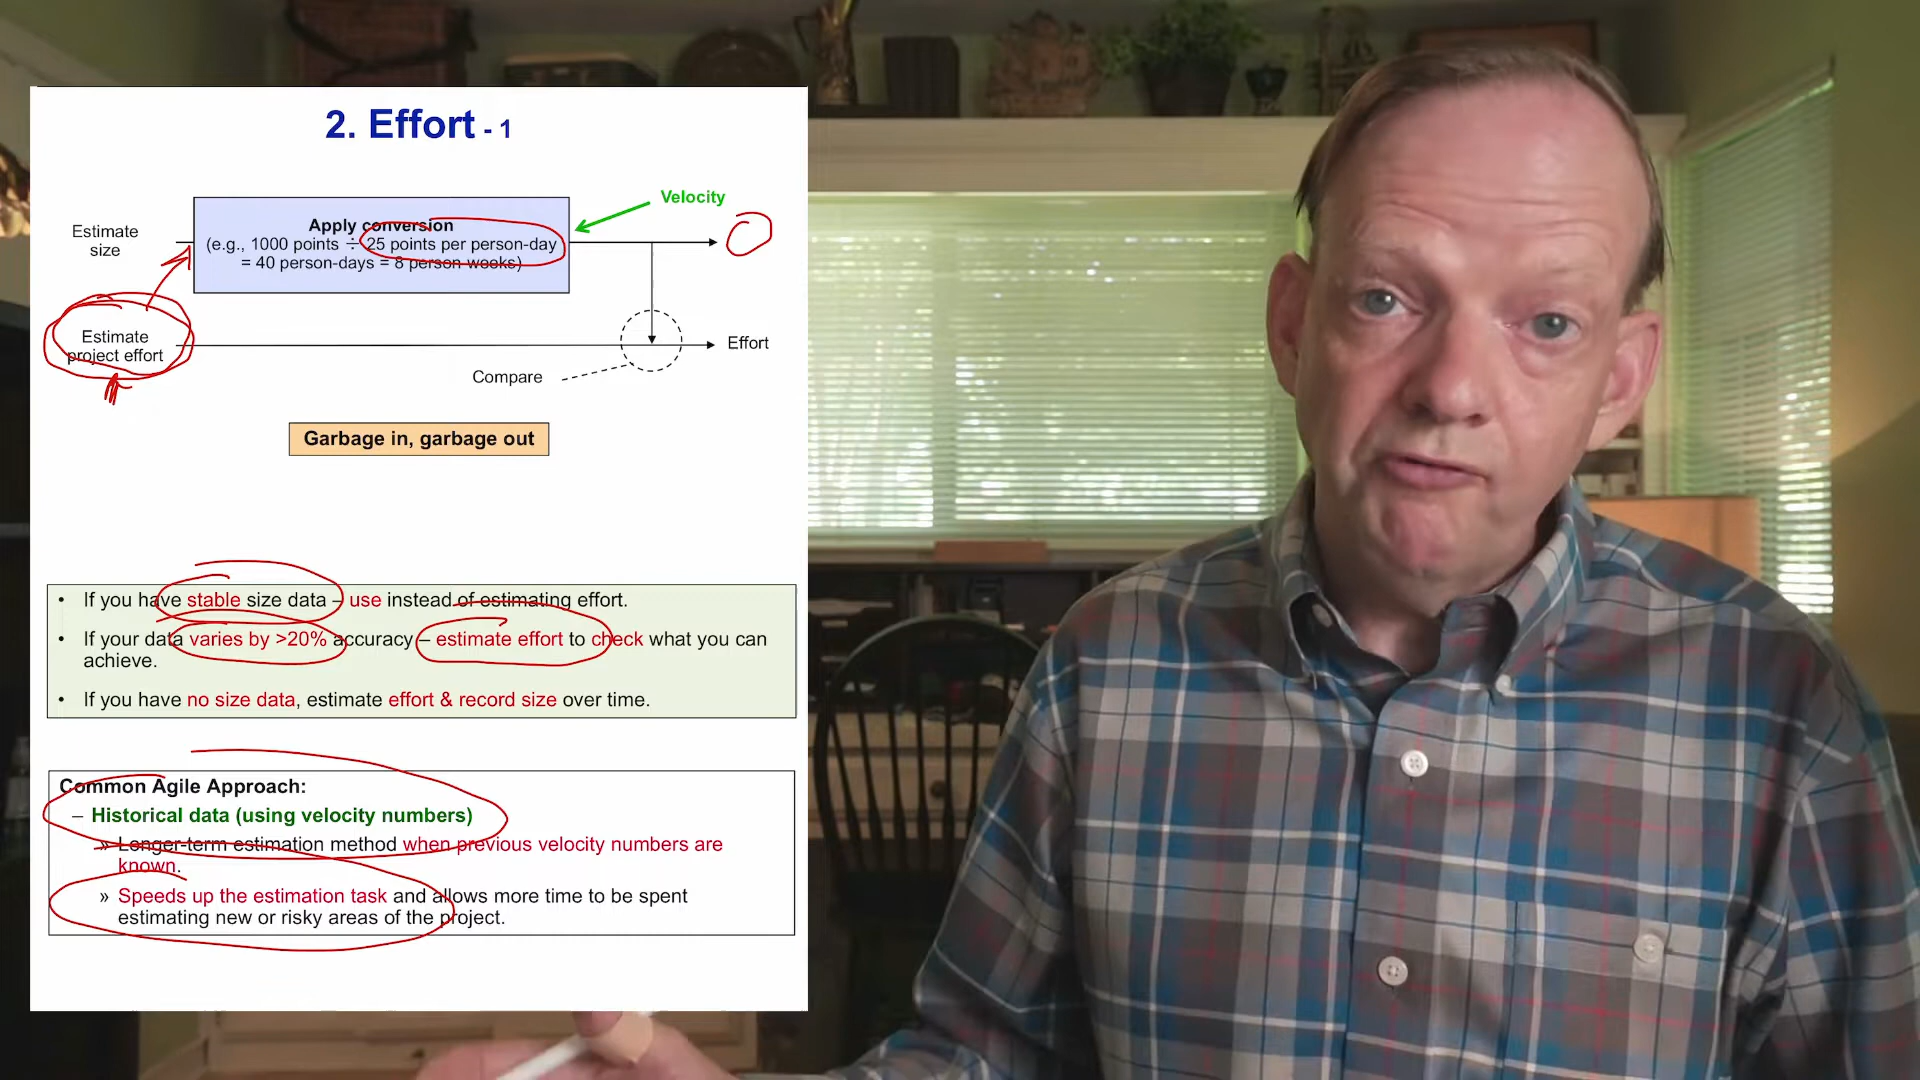 2. Effort - 1
Velocity
Estimate
size
Apply conversion
(e.g., 1000 points ÷ 25 points per person-day
= 40 person-days = 8 person weeks)
Estimate
project effort
Effort
Compare
Garbage in, garbage out
• If you have stable size data – use instead of estimating effort.
• If your data varies by >20% accuracy – estimate effort to check what you can
achieve.
• If you have no size data, estimate effort & record size over time.
Common Agile Approach:
– Historical data (using velocity numbers)
» Longer-term estimation method when previous velocity numbers are
known.
» Speeds up the estimation task and allows more time to be spent
estimating new or risky areas of the project.